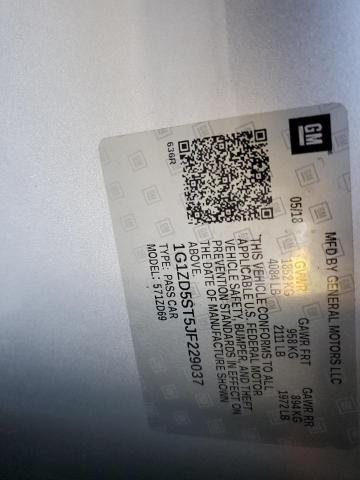 GM
MFD BY GENERAL MOTORS LLC
05/18
GVWR
1852 KG
4084 LB
GAWR FRT
958 KG
2111 LB
GAWR RR
894 KG
1972 LB
THIS VEHICLE CONFORMS TO ALL
APPLICABLE U.S. FEDERAL MOTOR
VEHICLE SAFETY, BUMPER, AND THEFT
PREVENTION STANDARDS IN EFFECT ON
THE DATE OF MANUFACTURE SHOWN
ABOVE.
1G1ZD5ST5JF229037
TYPE: PASS CAR
MODEL: 571ZD69
636R